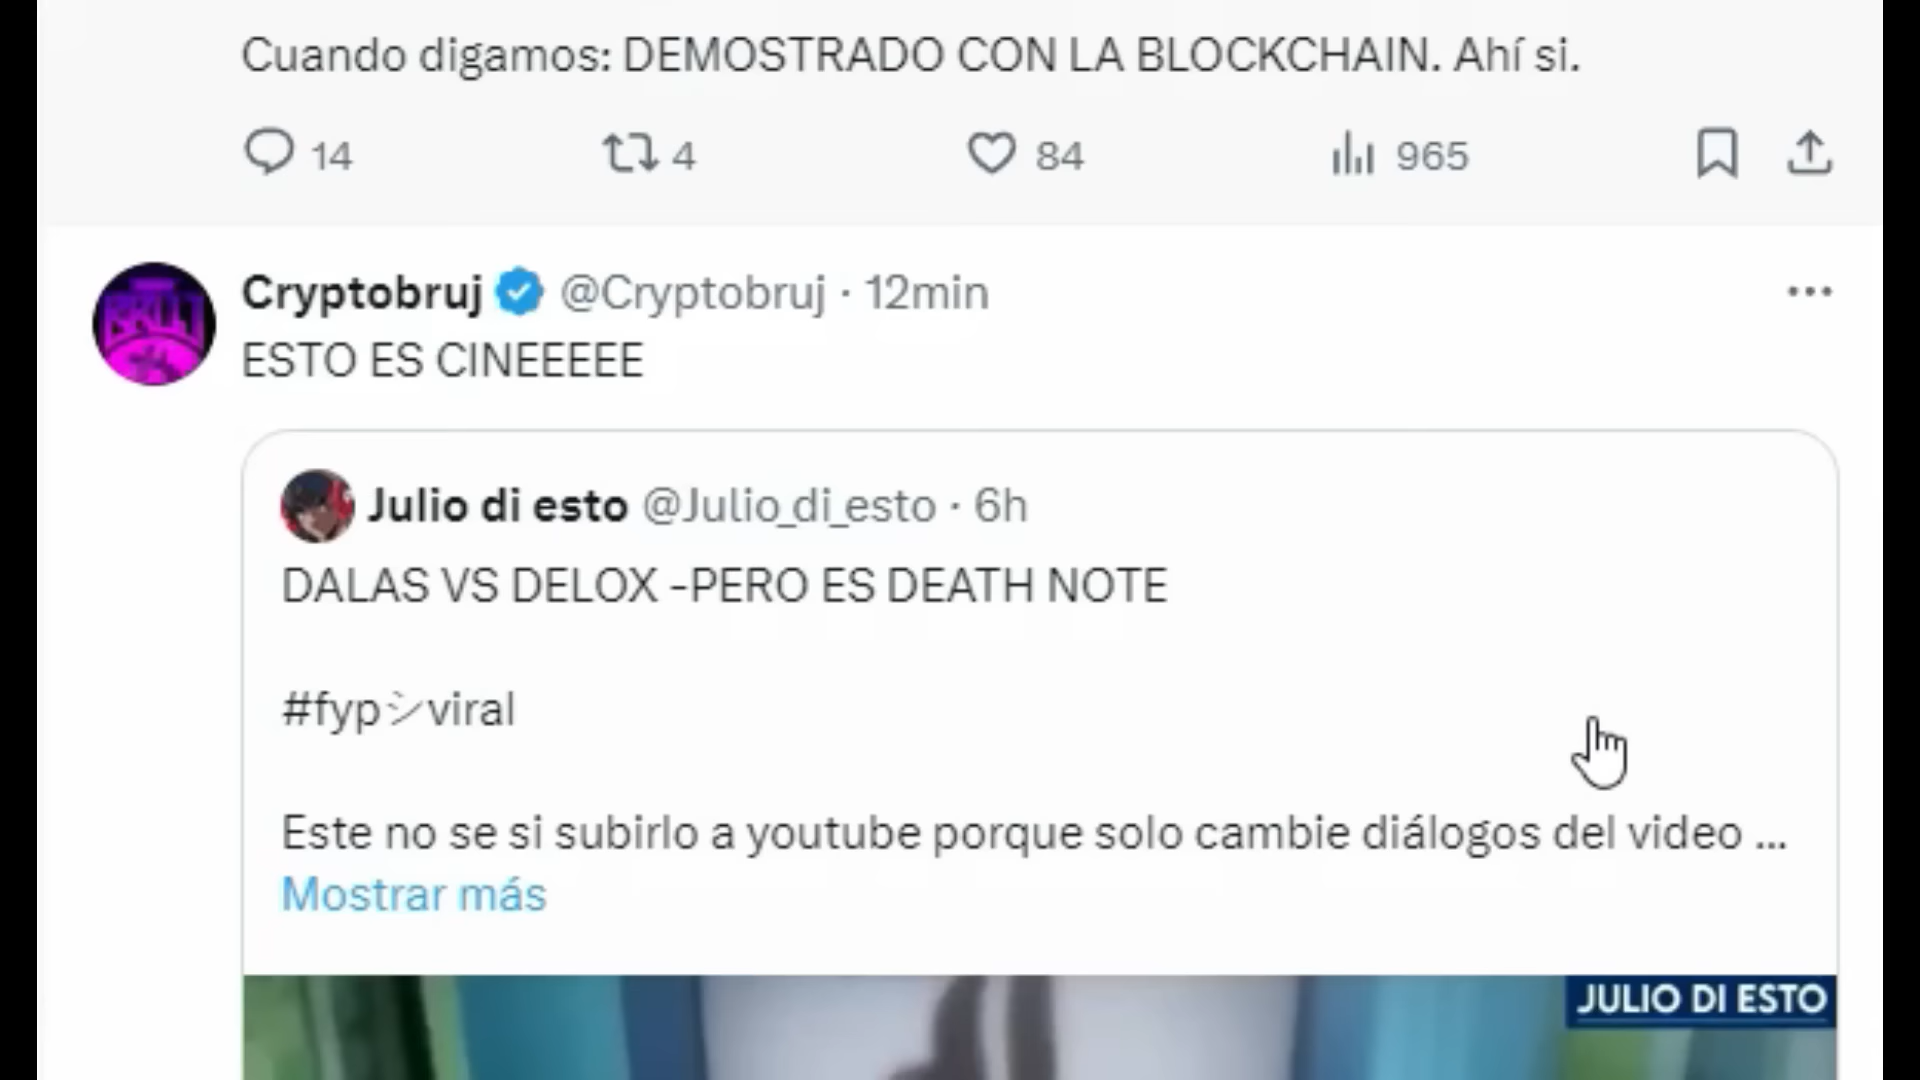 Cuando digamos: DEMOSTRADO CON LA BLOCKCHAIN. Ahí si.
14 4 84 965
Cryptobruj @Cryptobruj · 12min
ESTO ES CINEEEEE
Julio di esto @Julio_di_esto · 6h
DALAS VS DELOX -PERO ES DEATH NOTE
#fypシviral
Este no se si subirlo a youtube porque solo cambie diálogos del video ...
Mostrar más
JULIO DI ESTO